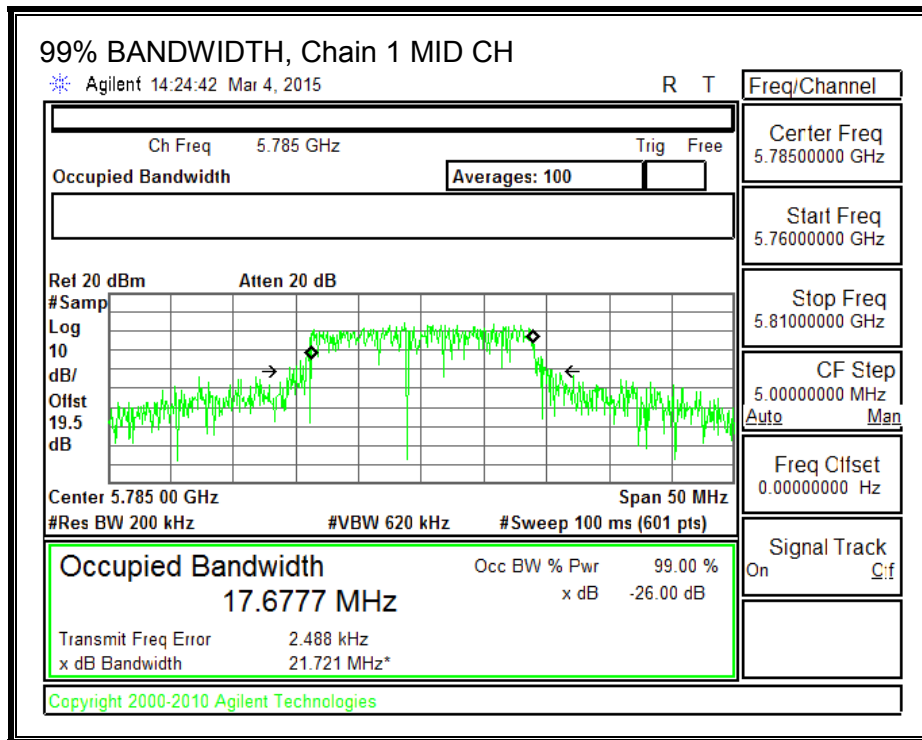 99% BANDWIDTH, Chain 1 MID CH
Agilent 14:24:42 Mar 4, 2015 R T
Freq/Channel
Ch Freq 5.785 GHz Trig Free
Occupied Bandwidth Averages: 100
Ref 20 dBm Atten 20 dB
#Samp
Log
10
dB/
Offst
19.5
dB
Center 5.785 00 GHz Span 50 MHz
#Res BW 200 kHz #VBW 620 kHz #Sweep 100 ms (601 pts)
Occupied Bandwidth Occ BW % Pwr 99.00 %
17.6777 MHz x dB -26.00 dB
Transmit Freq Error 2.488 kHz
x dB Bandwidth 21.721 MHz*
Copyright 2000-2010 Agilent Technologies
Center Freq
5.78500000 GHz
Start Freq
5.76000000 GHz
Stop Freq
5.81000000 GHz
CF Step
5.00000000 MHz
Auto Man
Freq Offset
0.00000000 Hz
Signal Track
On Off